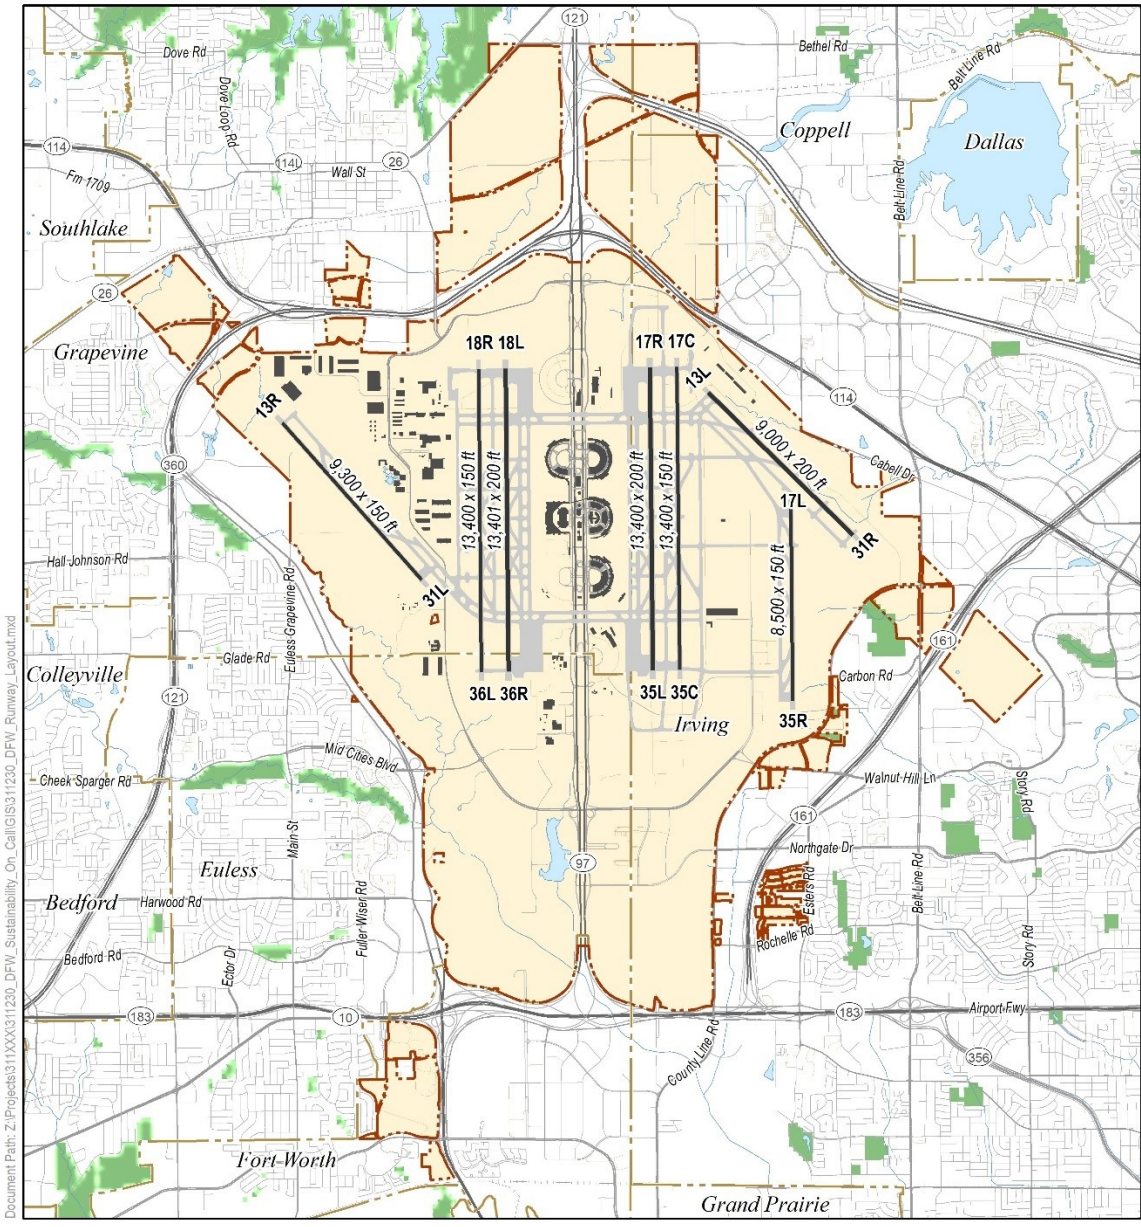 121
Dove Rd
Bethel Rd
Belt Line Rd
Dove Loop Rd
Coppell
Dallas
114
114L
26
Wall St
Fm 1709
Belt Line Rd
Southlake
26
Grapevine
18R 18L
17R 17C
13L
13R
114
360
9,300 x 150 ft
13,400 x 150 ft
13,401 x 200 ft
13,400 x 200 ft
13,400 x 150 ft
9,000 x 200 ft
Cabell Dr
17L
31R
Hall Johnson Rd
Euless Grapevine Rd
31L
8,500 x 150 ft
161
Glade Rd
Colleyville
121
36L 36R
35L 35C
Irving
35R
Carbon Rd
Mid Cities Blvd
Cheek Sparger Rd
Walnut Hill Ln
Story Rd
161
Main St
Northgate Dr
97
Euless
Bedford
Harwood Rd
Fuller Wiser Rd
Esters Rd
Belt Line Rd
Rochelle Rd
Story Rd
Bedford Rd
Ector Dr
183
10
183
Airport Fwy
County Line Rd
356
Fort Worth
Grand Prairie
Document Path: Z:\Projects\311XXX\311230_DFW_Sustainability_On_Call\GIS\311230_DFW_Runway_Layout.mxd